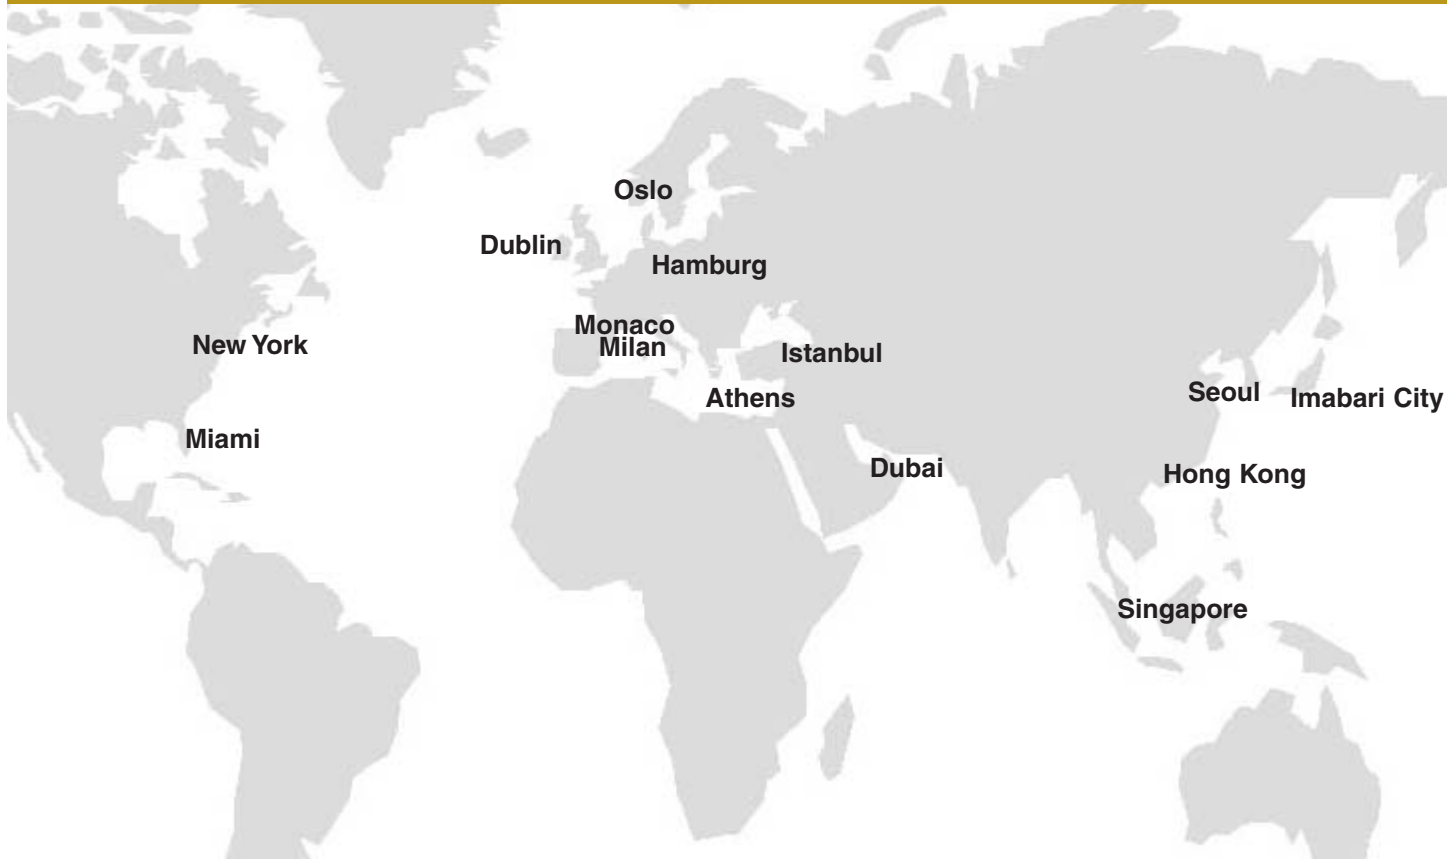 Oslo
Dublin
Hamburg
Monaco
New York
Milan
Istanbul
Seoul
Athens
Imabari City
Miami
Dubai
Hong Kong
Singapore